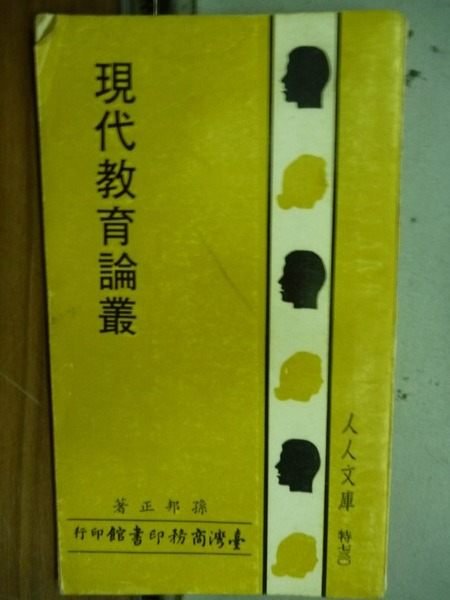 現代教育論叢
孫邦正著
臺灣商務印書館印行
人人文庫